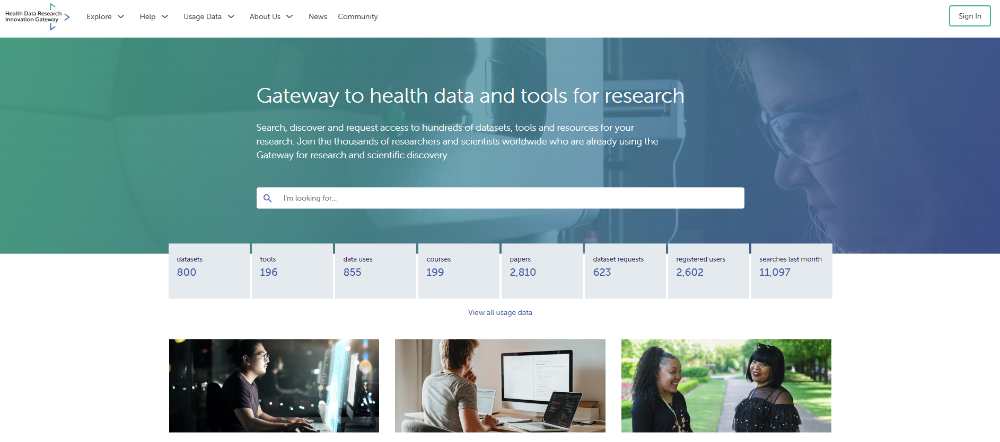 Health Data Research
Innovation Gateway
Explore
Help
Usage Data
About Us
News
Community
Sign In
Gateway to health data and tools for research
Search, discover and request access to hundreds of datasets, tools and resources for your
research. Join the thousands of researchers and scientists worldwide who are already using the
Gateway for research and scientific discovery.
I'm looking for...
datasets
800
tools
196
data uses
855
courses
199
papers
2,810
dataset requests
623
registered users
2,602
searches last month
11,097
View all usage data